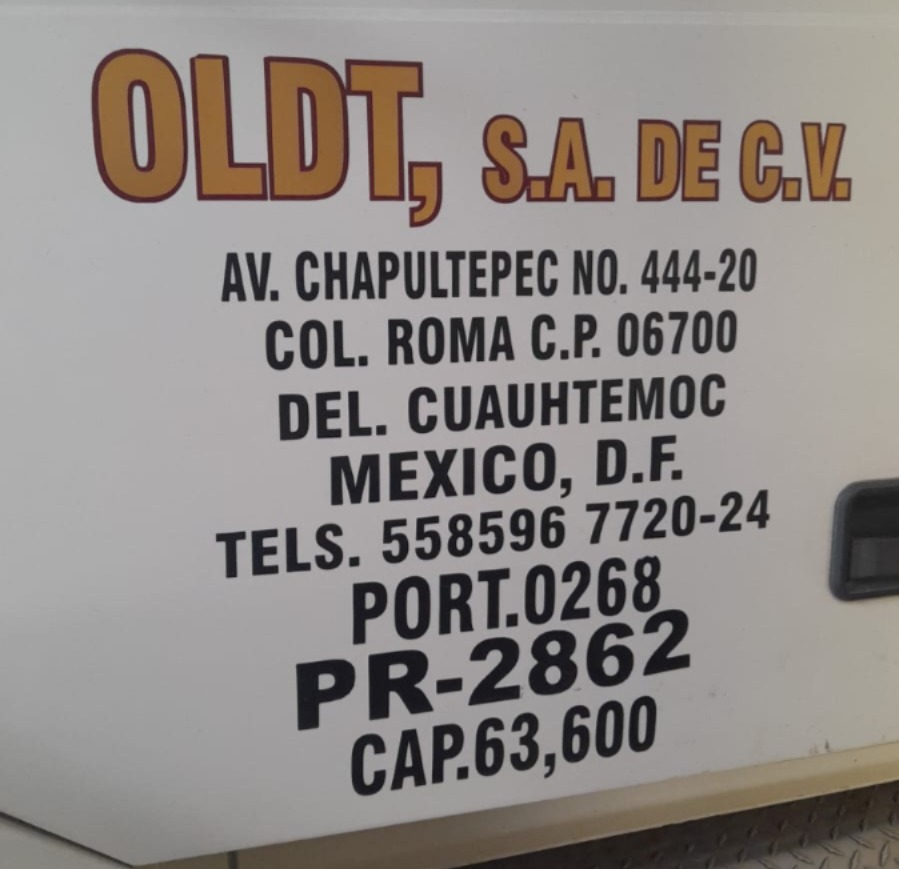 OLDT, S.A. DE C.V.
AV. CHAPULTEPEC NO. 444-20
COL. ROMA C.P. 06700
DEL. CUAUHTEMOC
MEXICO, D.F.
TELS. 558596 7720-24
PORT.0268
PR-2862
CAP.63,600